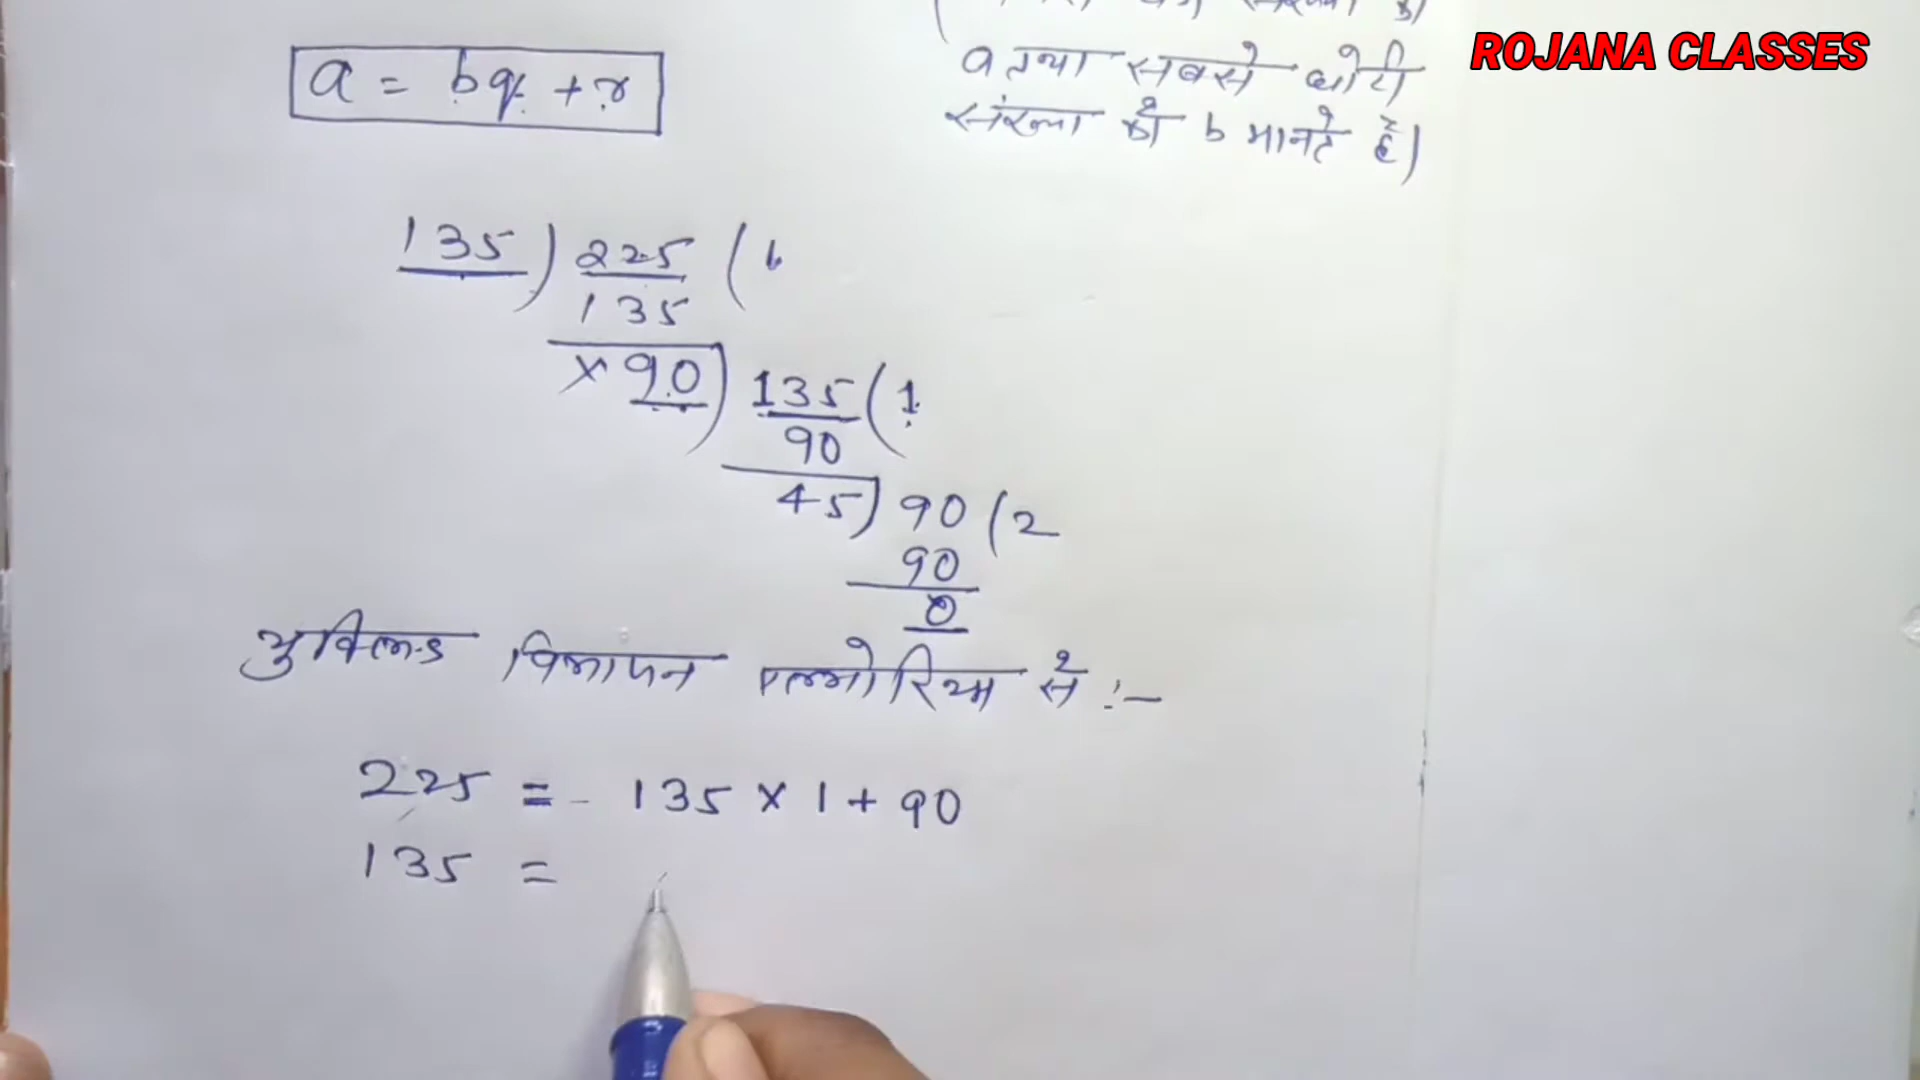 ROJANA CLASSES
a तथा सबसे छोटी
संख्या को b मानते है)
a = bq + r
135 ) 225 ( 1
135
× 90 ) 135 ( 1
90
45 ) 90 ( 2
90
0
विभाजन एल्गोरिथ्म से :-
225 = 135 × 1 + 90
135 =